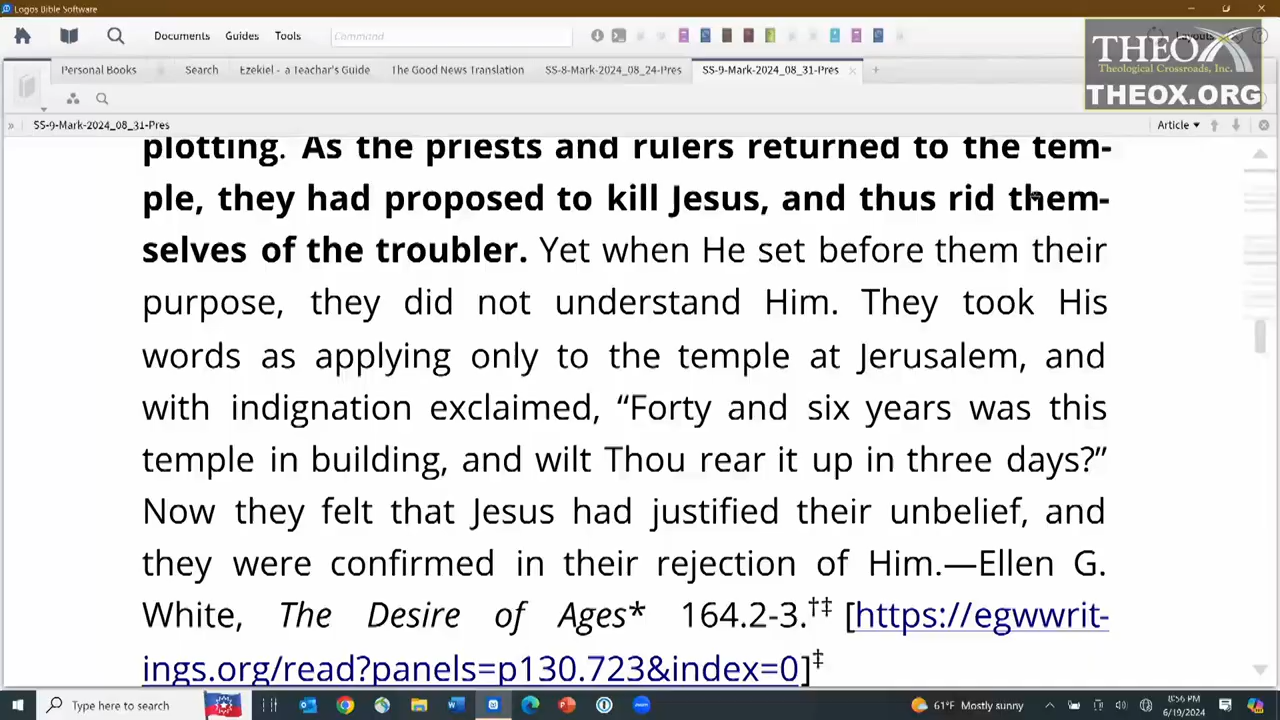 Logos Bible Software
Documents Guides Tools Command Layouts
THEOX
Theological Crossroads, Inc.
THEOX.ORG
Personal Books Search Ezekiel - a Teacher's Guide SS-8-Mark-2024_08_24-Pres SS-9-Mark-2024_08_31-Pres
SS-9-Mark-2024_08_31-Pres Article
plotting. As the priests and rulers returned to the tem-
ple, they had proposed to kill Jesus, and thus rid them-
selves of the troubler. Yet when He set before them their
purpose, they did not understand Him. They took His
words as applying only to the temple at Jerusalem, and
with indignation exclaimed, “Forty and six years was this
temple in building, and wilt Thou rear it up in three days?”
Now they felt that Jesus had justified their unbelief, and
they were confirmed in their rejection of Him.—Ellen G.
White, The Desire of Ages* 164.2-3.†‡ [https://egwwrit-
ings.org/read?panels=p130.723&index=0]‡
Type here to search 61°F Mostly sunny 8:56 PM
6/19/2024